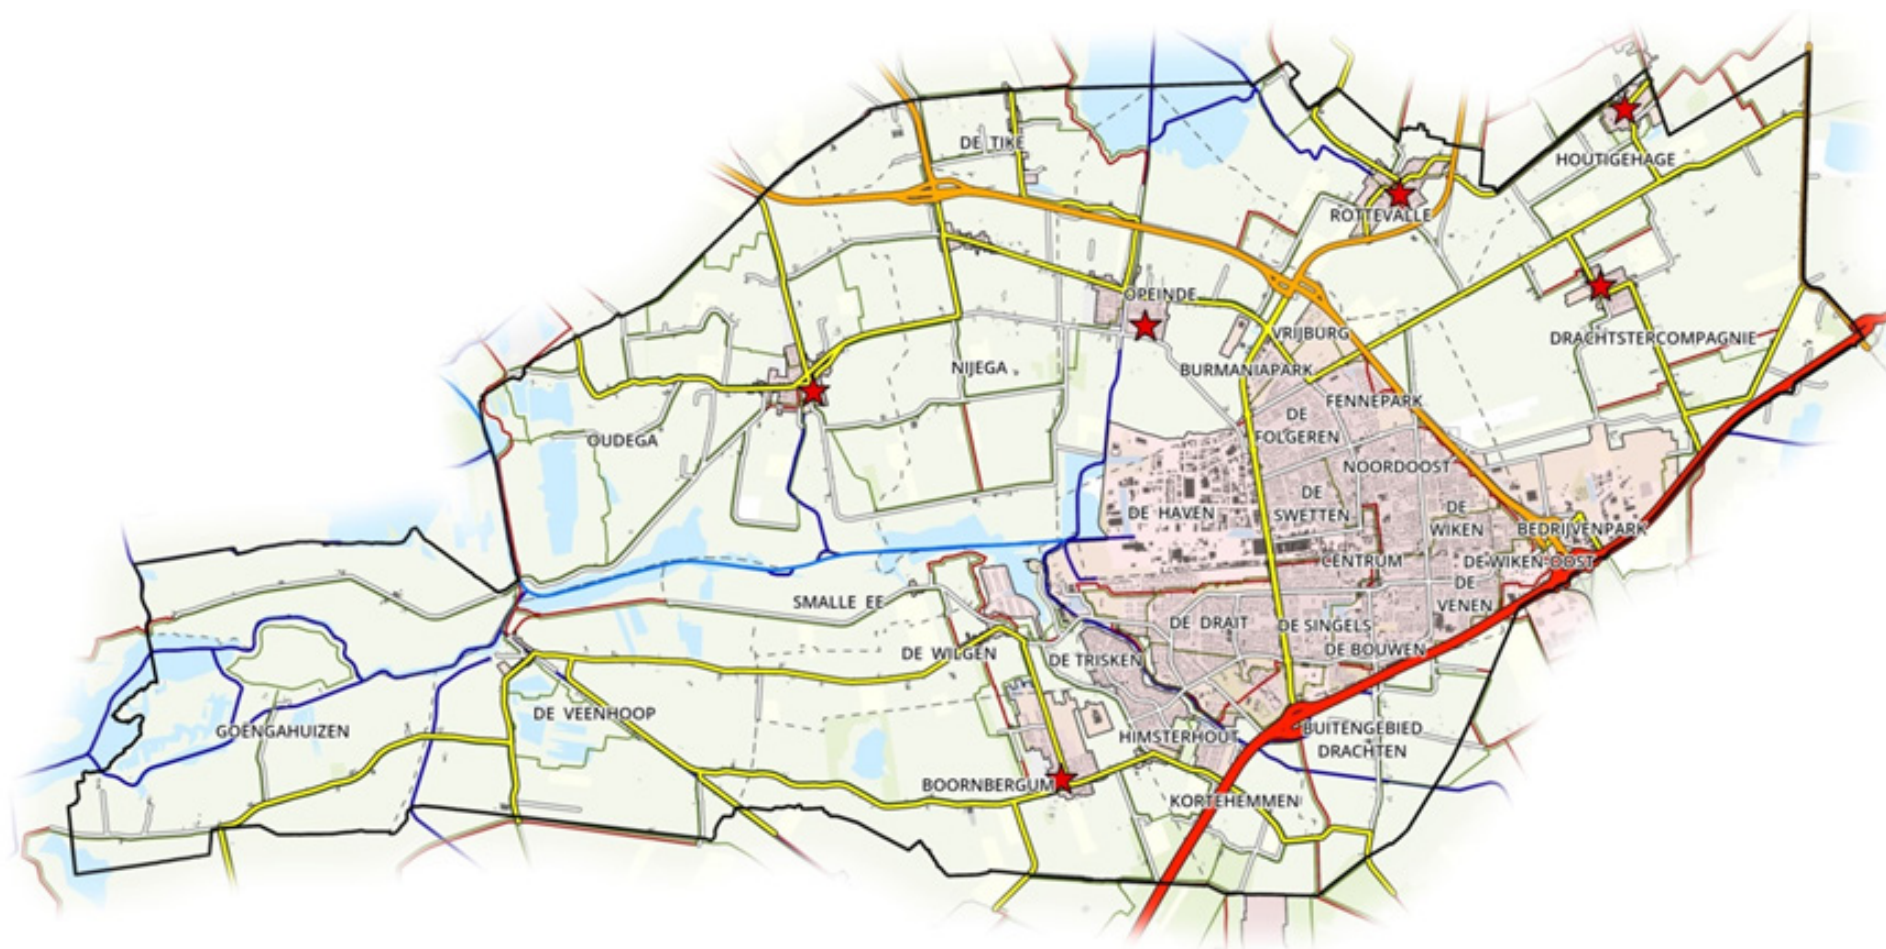 DE TIKE
HOUTIGEHAGE
ROTTEVALLE
OPEINDE
VRIJBURG
DRACHTSTERCOMPAGNIE
NIJEGA
BURMANIAPARK
FENNEPARK
DE
FOLGEREN
OUDEGA
NOORDOOST
DE HAVEN
DE
SWETTEN
DE
WIKEN
BEDRIJVENPARK
DE WIKEN-OOST
CENTRUM
DE
VENEN
SMALLE EE
DE DRAIT
DE SINGELS
DE BOUWEN
DE WILGEN
DE TRISKEN
DE VEENHOOP
GOËNGAHUIZEN
HIMSTERHOUT
BUITENGEBIED
DRACHTEN
BOORNBERGUM
KORTEHEMMEN